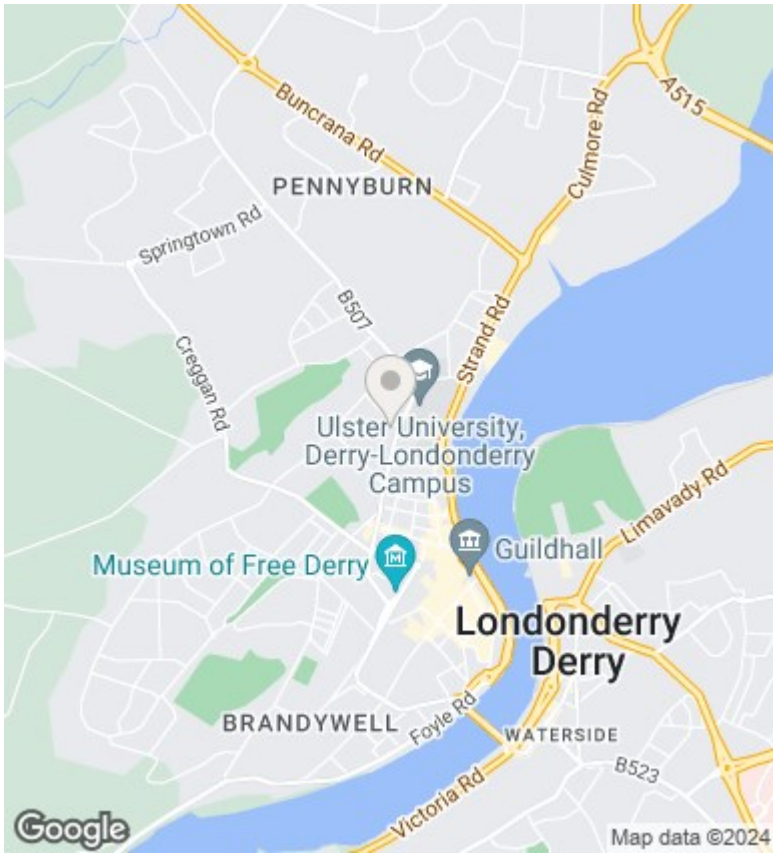 Buncrana Rd
A515
Culmore Rd
PENNYBURN
Springtown Rd
B507
Strand Rd
Creggan Rd
Ulster University,
Derry-Londonderry
Campus
Limavady Rd
Guildhall
Museum of Free Derry
M
Londonderry
Derry
BRANDYWELL
Foyle Rd
WATERSIDE
B523
Victoria Rd
Google
Map data ©2024